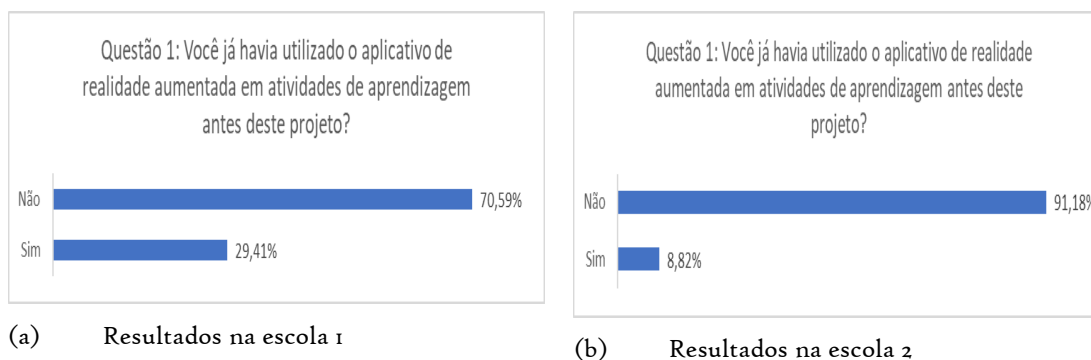 Questão 1: Você já havia utilizado o aplicativo de
realidade aumentada em atividades de aprendizagem
antes deste projeto?
Não
70,59%
Sim
29,41%
(a) Resultados na escola 1
Questão 1: Você já havia utilizado o aplicativo de realidade
aumentada em atividades de aprendizagem antes deste
projeto?
Não
91,18%
Sim
8,82%
(b) Resultados na escola 2